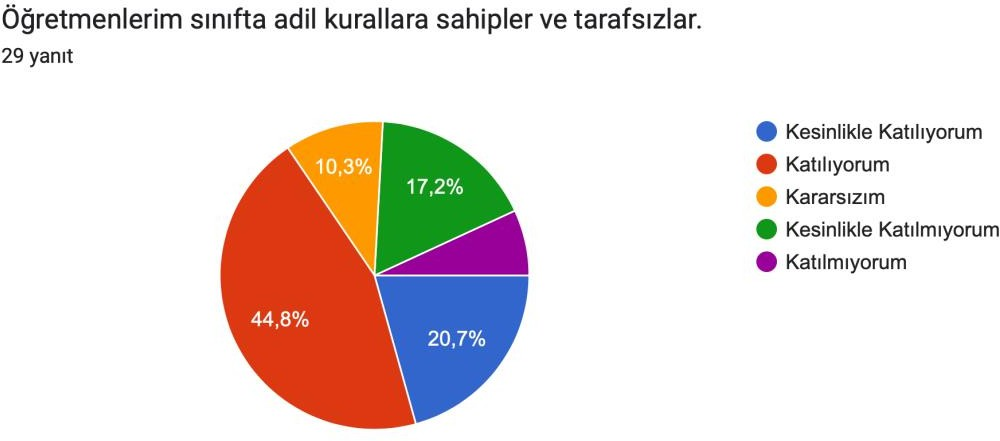 Öğretmenlerim sınıfta adil kurallara sahipler ve tarafsızlar.
29 yanıt
10,3%
17,2%
44,8%
20,7%
Kesinlikle Katılıyorum
Katılıyorum
Kararsızım
Kesinlikle Katılmıyorum
Katılmıyorum